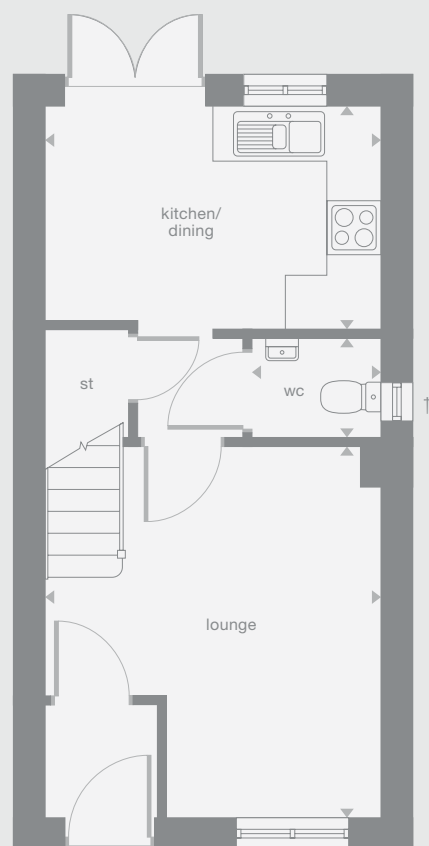 kitchen/
dining
st
wc
†
lounge